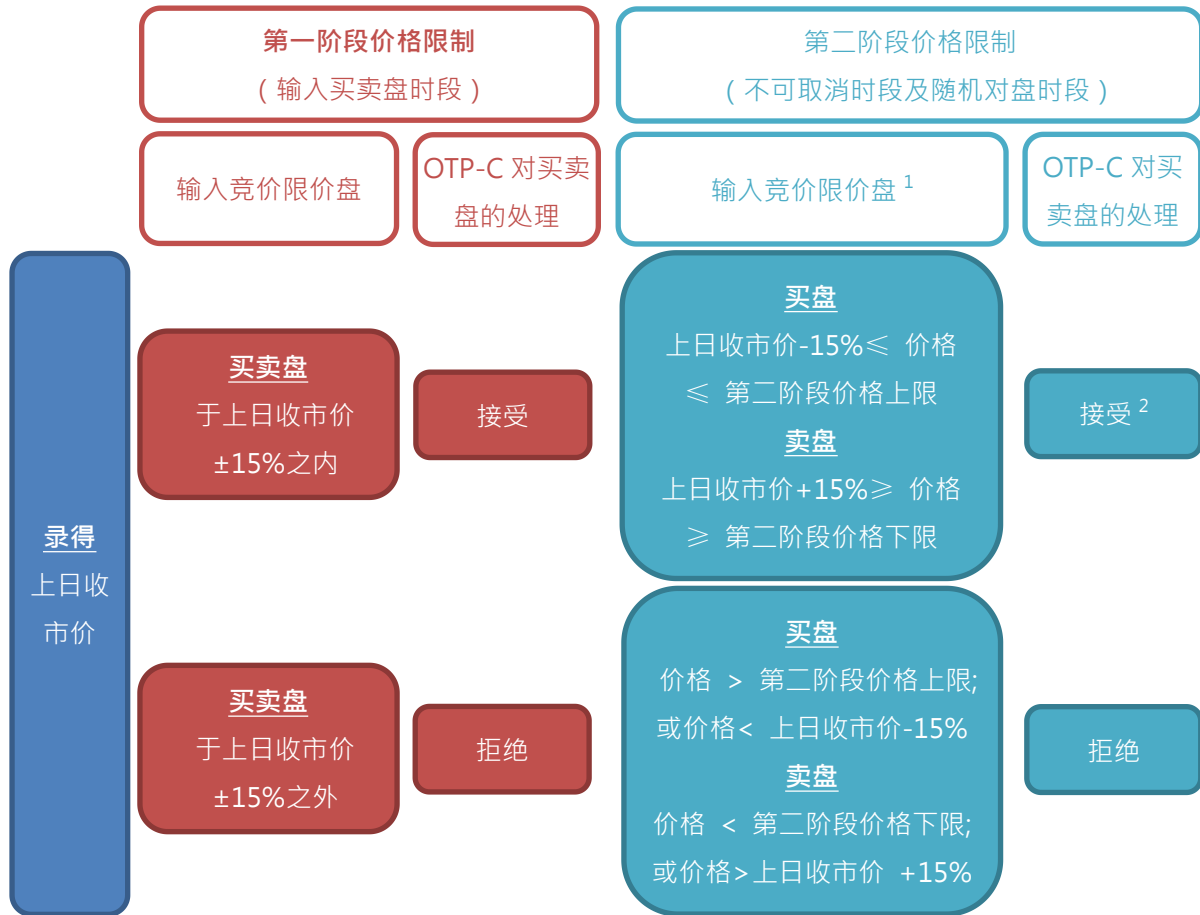 第一阶段价格限制
（输入买卖盘时段）
第二阶段价格限制
（不可取消时段及随机对盘时段）
输入竞价限价盘
OTP-C 对买卖
盘的处理
输入竞价限价盘 1
OTP-C 对买
卖盘的处理
录得
上日收
市价
买卖盘
于上日收市价
±15%之内
接受
买盘
上日收市价-15%≤ 价格
≤ 第二阶段价格上限
卖盘
上日收市价+15%≥ 价格
≥ 第二阶段价格下限
接受 2
买卖盘
于上日收市价
±15%之外
拒绝
买盘
价格 > 第二阶段价格上限;
或价格< 上日收市价-15%
卖盘
价格 < 第二阶段价格下限;
或价格>上日收市价 +15%
拒绝